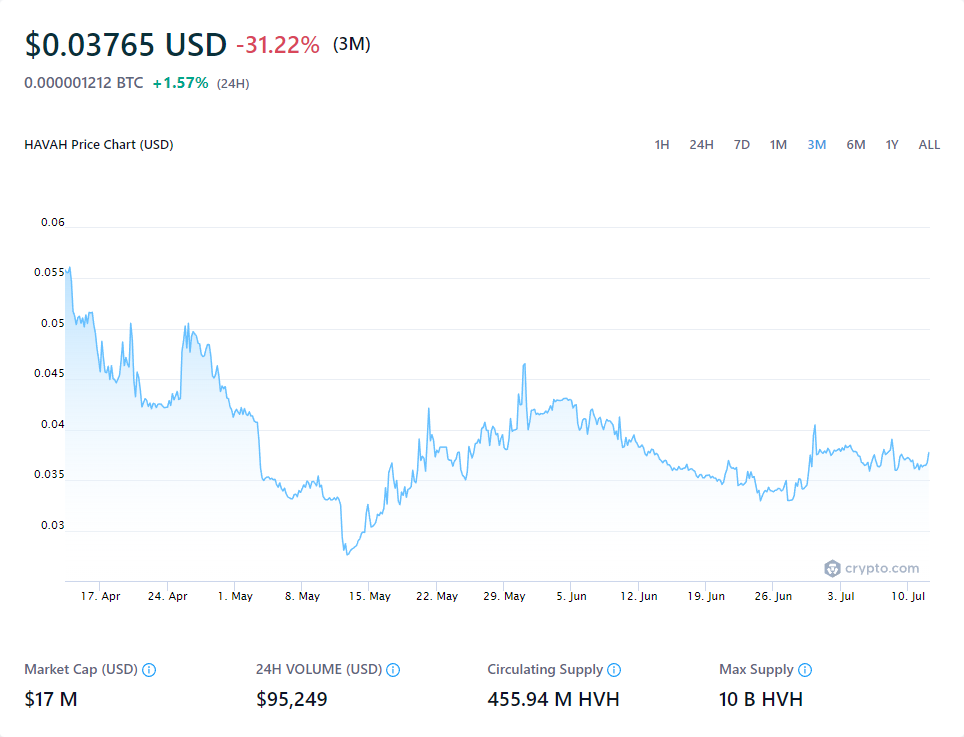 $0.03765 USD -31.22% (3M)
0.000001212 BTC +1.57% (24H)
HAVAH Price Chart (USD) 1H 24H 7D 1M 3M 6M 1Y ALL
0.06
0.055
0.05
0.045
0.04
0.035
0.03
crypto.com
17. Apr 24. Apr 1. May 8. May 15. May 22. May 29. May 5. Jun 12. Jun 19. Jun 26. Jun 3. Jul 10. Jul
Market Cap (USD) 24H VOLUME (USD) Circulating Supply Max Supply
$17 M $95,249 455.94 M HVH 10 B HVH